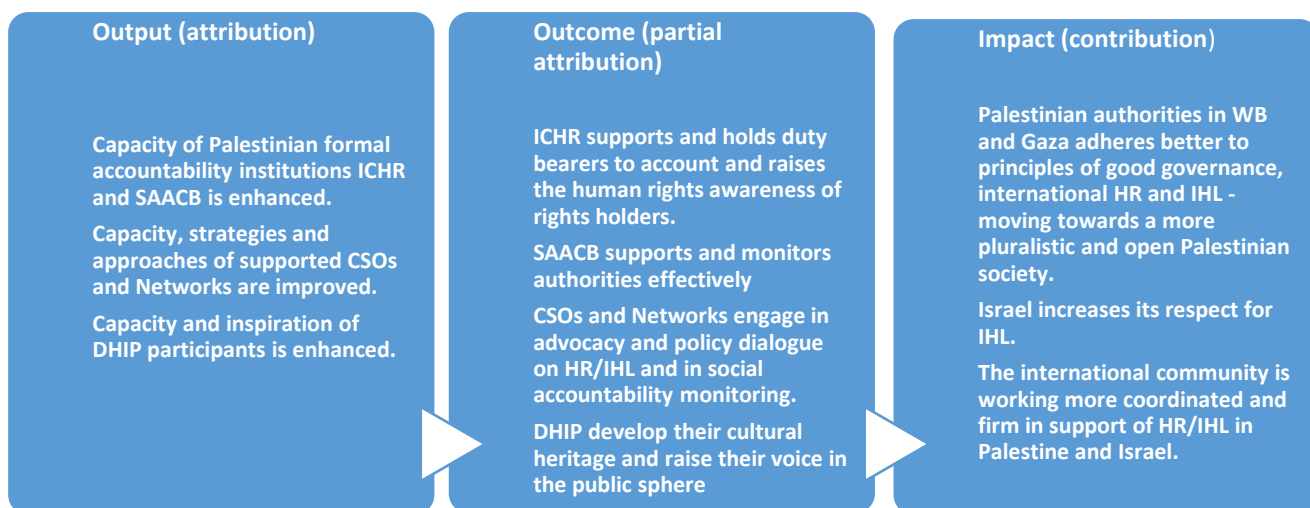 Output (attribution)
Capacity of Palestinian formal
accountability institutions ICHR
and SAACB is enhanced.
Capacity, strategies and
approaches of supported CSOs
and Networks are improved.
Capacity and inspiration of
DHIP participants is enhanced.
Outcome (partial
attribution)
ICHR supports and holds duty
bearers to account and raises
the human rights awareness of
rights holders.
SAACB supports and monitors
authorities effectively
CSOs and Networks engage in
advocacy and policy dialogue
on HR/IHL and in social
accountability monitoring.
DHIP develop their cultural
heritage and raise their voice in
the public sphere
Impact (contribution)
Palestinian authorities in WB
and Gaza adheres better to
principles of good governance,
international HR and IHL -
moving towards a more
pluralistic and open Palestinian
society.
Israel increases its respect for
IHL.
The international community is
working more coordinated and
firm in support of HR/IHL in
Palestine and Israel.